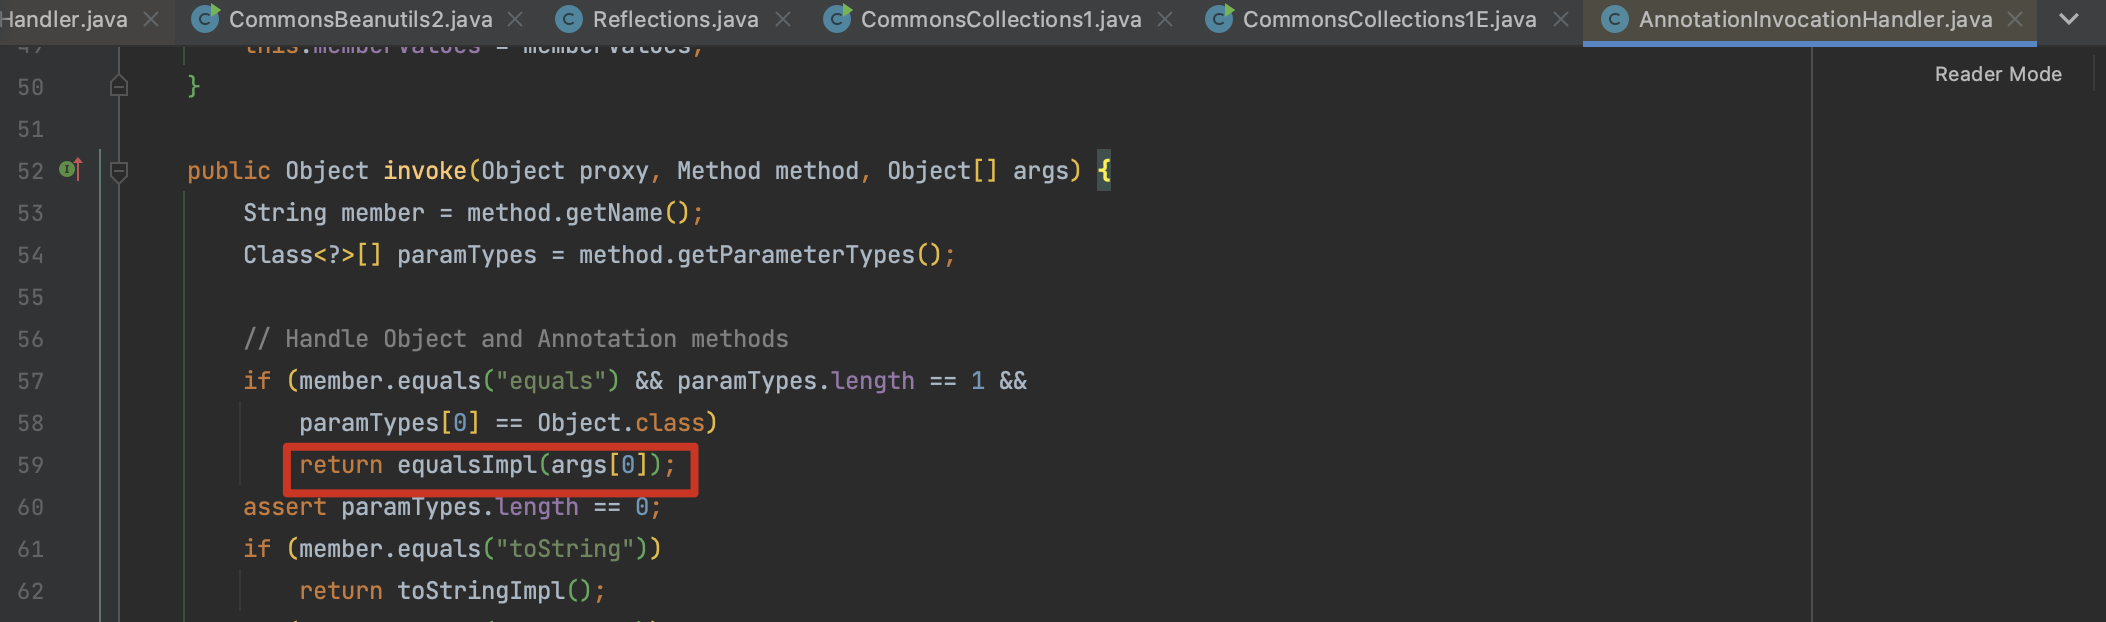 Handler.java CommonsBeanutils2.java Reflections.java CommonsCollections1.java CommonsCollections1E.java AnnotationInvocationHandler.java
this.memberValues = memberValues;
Reader Mode
50 }
51
52 public Object invoke(Object proxy, Method method, Object[] args) {
53 String member = method.getName();
54 Class<?>[] paramTypes = method.getParameterTypes();
55
56 // Handle Object and Annotation methods
57 if (member.equals("equals") && paramTypes.length == 1 &&
58 paramTypes[0] == Object.class)
59 return equalsImpl(args[0]);
60 assert paramTypes.length == 0;
61 if (member.equals("toString"))
62 return toStringImpl();